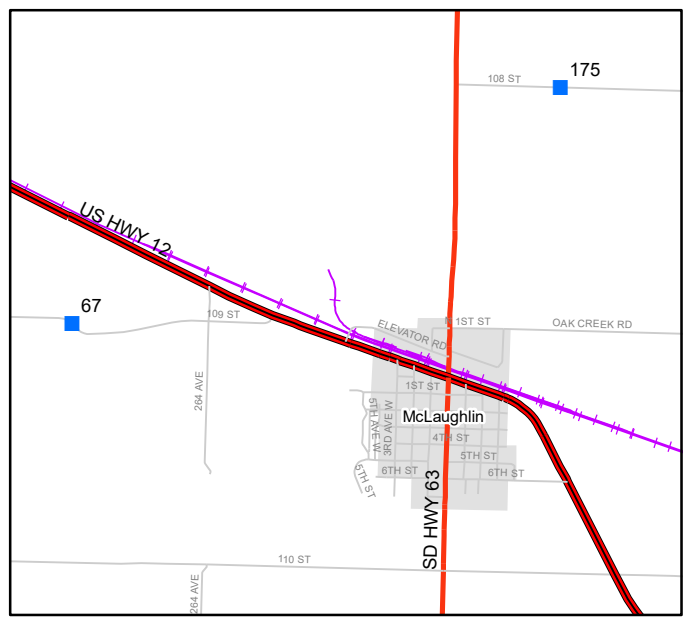 175
108 ST
US HWY 12
67
109 ST
ELEVATOR RD
N 1ST ST
OAK CREEK RD
264 AVE
1ST ST
5TH AVE W
3RD AVE W
McLaughlin
4TH ST
5TH ST
5TH ST
6TH ST
6TH ST
SD HWY 63
110 ST
264 AVE